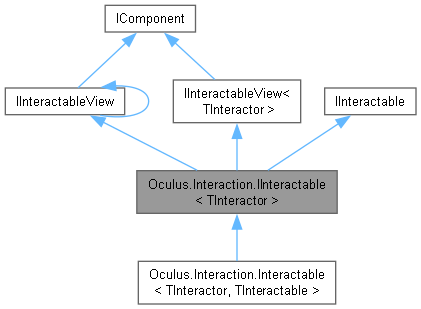 IComponent
IInteractableView
IInteractableView<
TInteractor >
IInteractable
Oculus.Interaction.IInteractable
< TInteractor >
Oculus.Interaction.Interactable
< TInteractor, TInteractable >